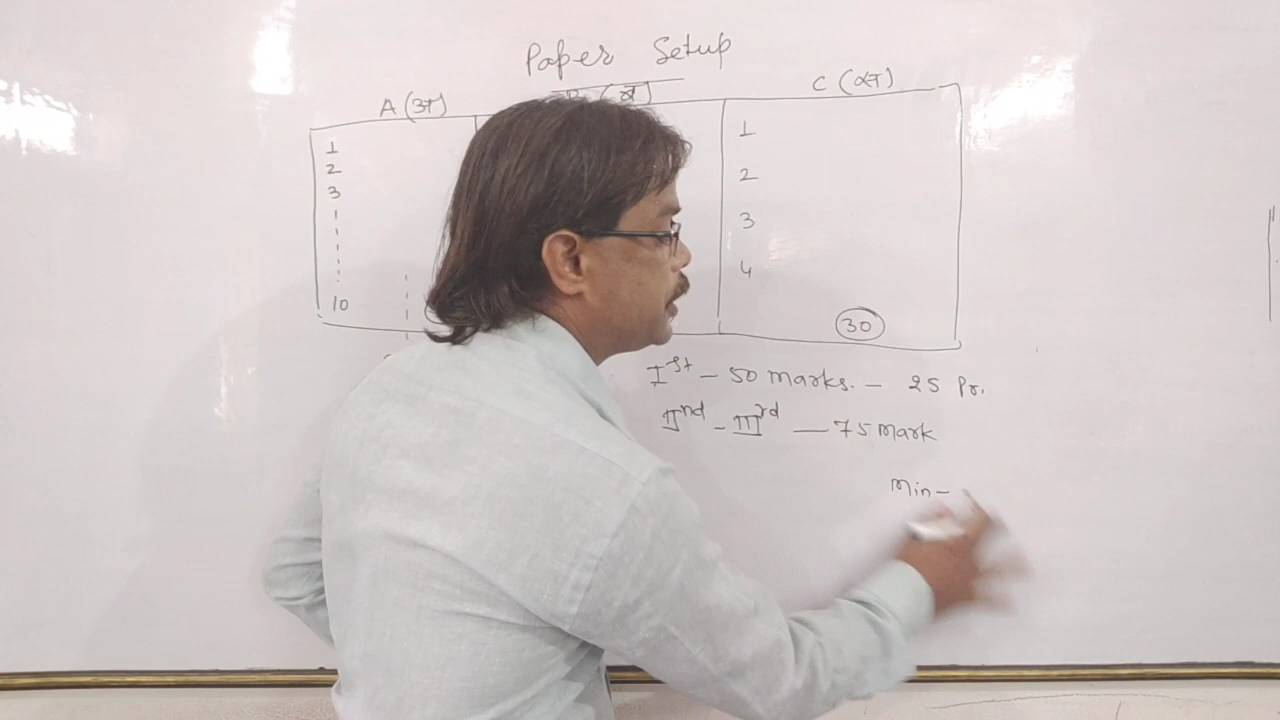 Paper Setup
A (अ)
C (स)
1
2
3
10
1
2
3
4
30
Ist - 50 marks. - 25 Pr.
IInd - IIIrd - 75 mark
Min-